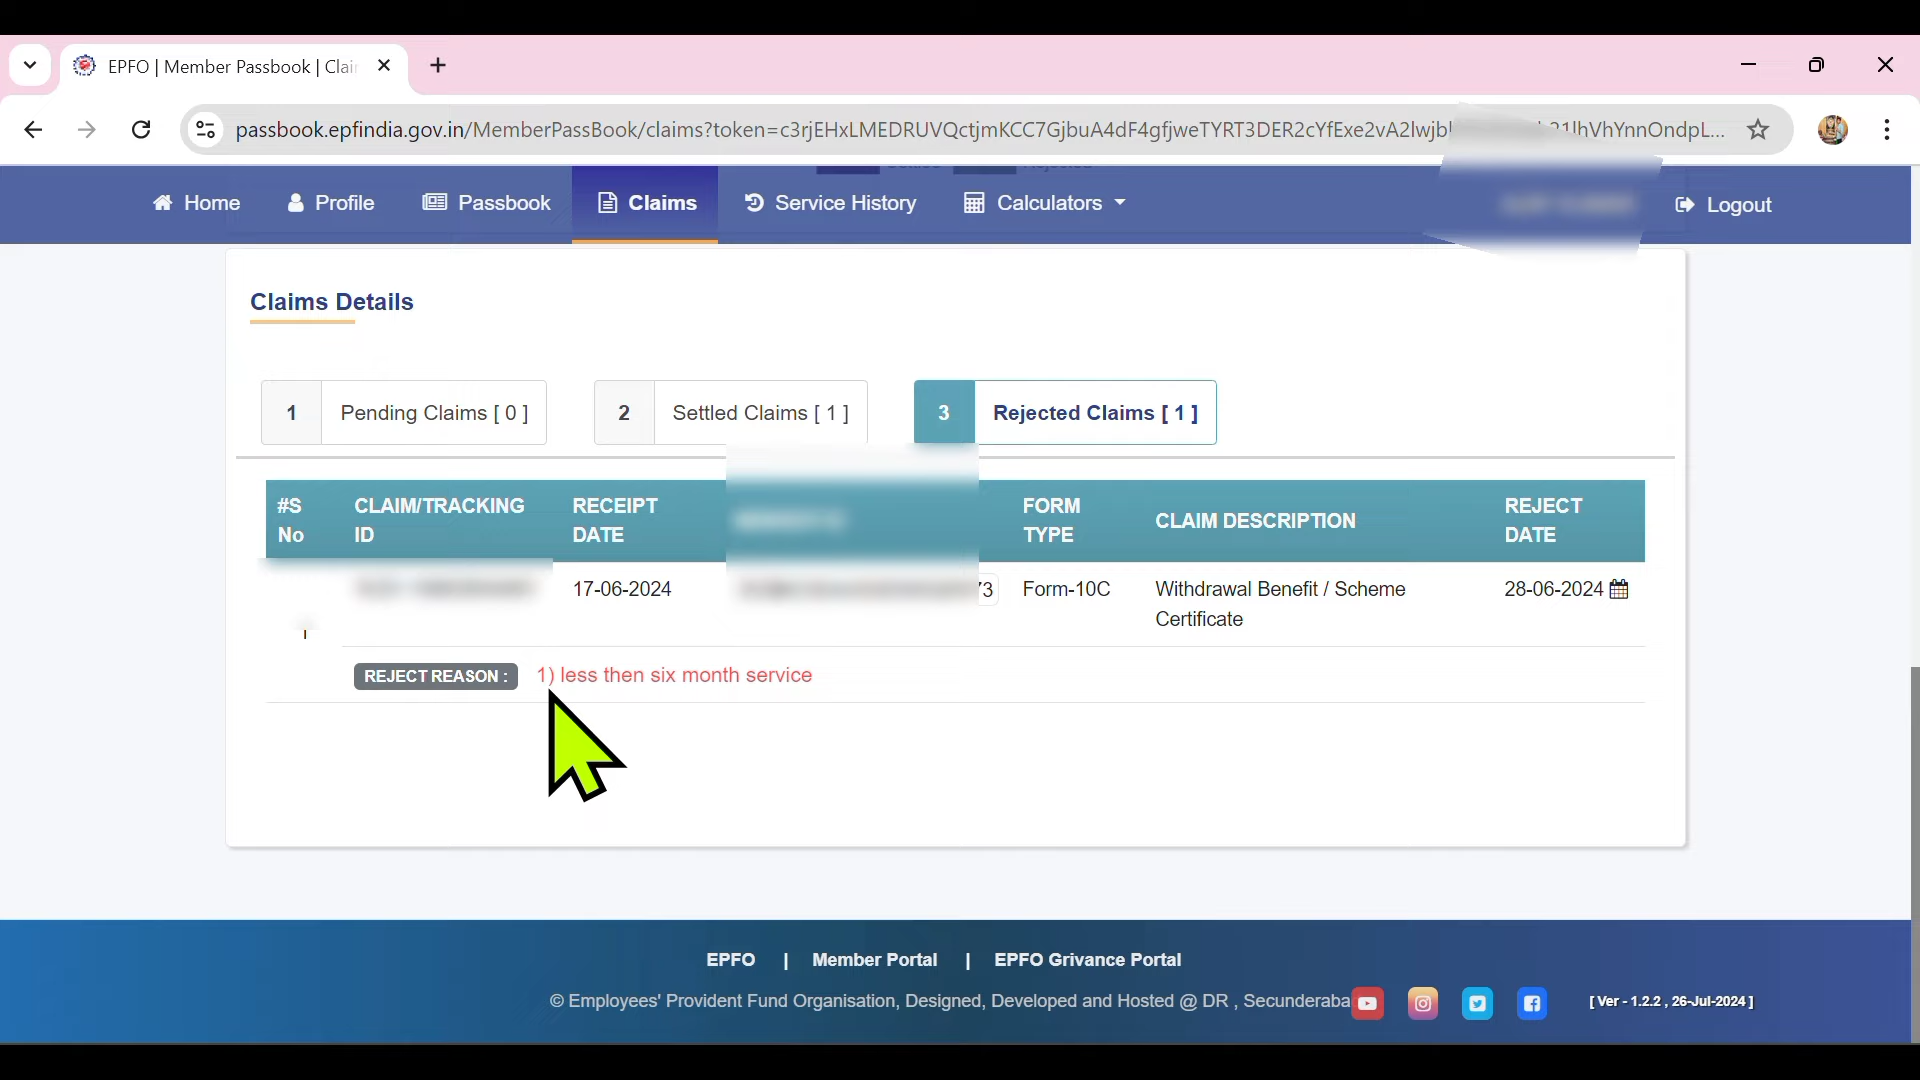 EPFO | Member Passbook | Clai
passbook.epfindia.gov.in/MemberPassBook/claims?token=c3rjEHxLMEDRUVQctjmKCC7GjbuA4dF4gfjweTYRT3DER2cYfExe2vA2lwjb
Home Profile Passbook Claims Service History Calculators Logout
Claims Details
1 Pending Claims [ 0 ] 2 Settled Claims [ 1 ] 3 Rejected Claims [ 1 ]
#S No CLAIM/TRACKING ID RECEIPT DATE FORM TYPE CLAIM DESCRIPTION REJECT DATE
17-06-2024 Form-10C Withdrawal Benefit / Scheme 28-06-2024
Certificate
REJECT REASON : 1) less then six month service
EPFO | Member Portal | EPFO Grivance Portal
© Employees' Provident Fund Organisation, Designed, Developed and Hosted @ DR , Secunderaba
[ Ver - 1.2.2 , 26-Jul-2024 ]